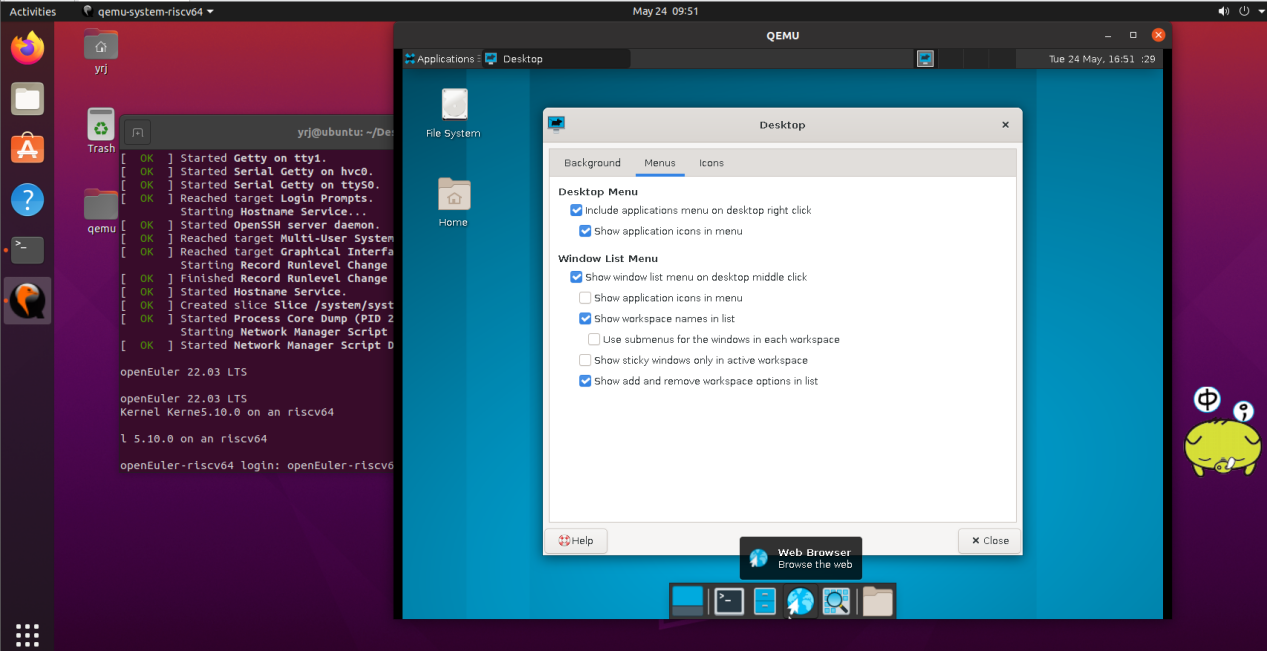 Activities
qemu-system-riscv64
May 24 09:51
yrj
Trash
qemu
yrj@ubuntu: ~/Des
[ OK ] Started Getty on tty1.
[ OK ] Started Serial Getty on hvc0.
[ OK ] Started Serial Getty on ttyS0.
[ OK ] Reached target Login Prompts.
Starting Hostname Service...
[ OK ] Started OpenSSH server daemon.
[ OK ] Reached target Multi-User System
[ OK ] Reached target Graphical Interfa
Starting Record Runlevel Change
[ OK ] Finished Record Runlevel Change
[ OK ] Started Hostname Service.
[ OK ] Created slice Slice /system/syst
[ OK ] Started Process Core Dump (PID 2
Starting Network Manager Script
[ OK ] Started Network Manager Script D
openEuler 22.03 LTS
openEuler 22.03 LTS
Kernel Kerne5.10.0 on an riscv64
l 5.10.0 on an riscv64
openEuler-riscv64 login: openEuler-riscv6
QEMU
Applications
Desktop
Tue 24 May, 16:51 :29
File System
Home
Desktop
Background
Menus
Icons
Desktop Menu
Include applications menu on desktop right click
Show application icons in menu
Window List Menu
Show window list menu on desktop middle click
Show application icons in menu
Show workspace names in list
Use submenus for the windows in each workspace
Show sticky windows only in active workspace
Show add and remove workspace options in list
Help
Close
Web Browser
Browse the web
中